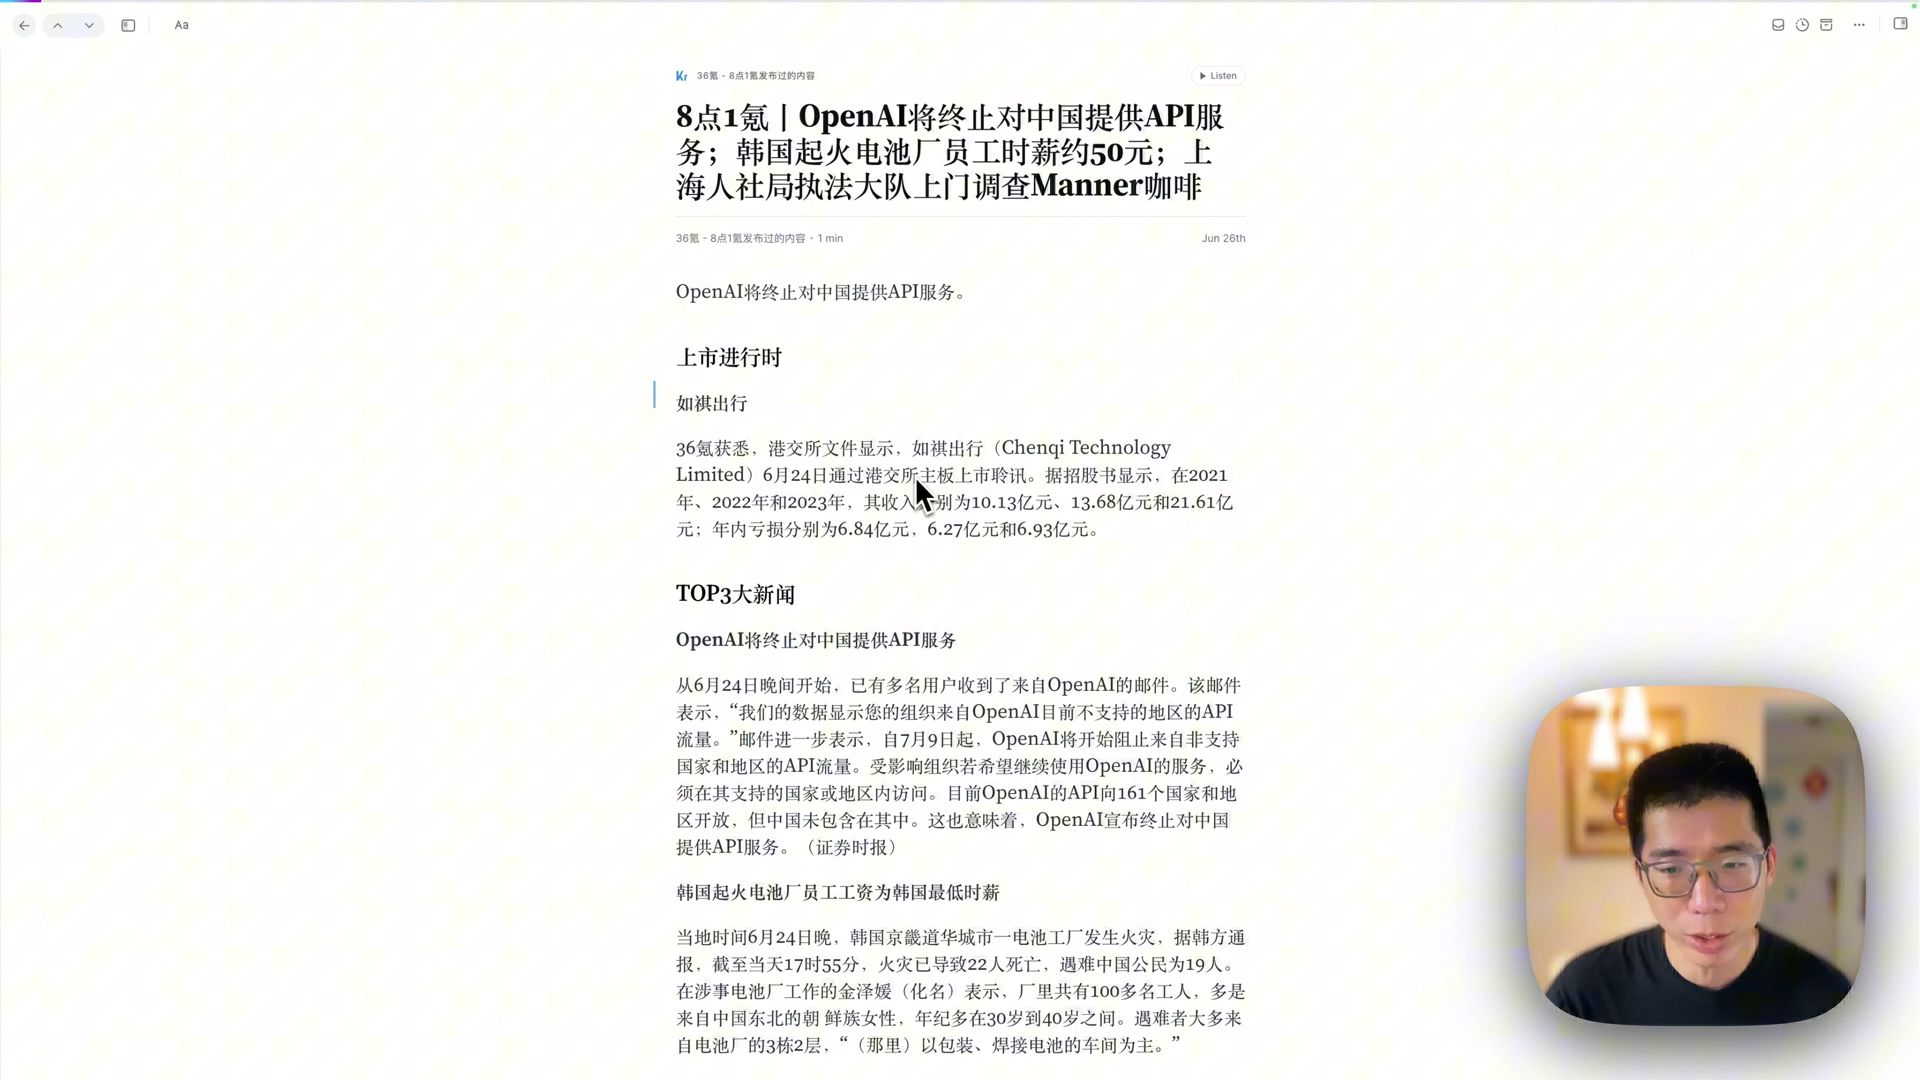 Aa
Kr 36氪 - 8点1氪发布过的内容
Listen
8点1氪丨OpenAI将终止对中国提供API服
务；韩国起火电池厂员工时薪约50元；上
海人社局执法大队上门调查Manner咖啡
36氪 - 8点1氪发布过的内容 • 1 min
Jun 26th
OpenAI将终止对中国提供API服务。
上市进行时
如祺出行
36氪获悉，港交所文件显示，如祺出行（Chenqi Technology
Limited）6月24日通过港交所主板上市聆讯。据招股书显示，在2021
年、2022年和2023年，其收入别为10.13亿元、13.68亿元和21.61亿
元；年内亏损分别为6.84亿元，6.27亿元和6.93亿元。
TOP3大新闻
OpenAI将终止对中国提供API服务
从6月24日晚间开始，已有多名用户收到了来自OpenAI的邮件。该邮件
表示，“我们的数据显示您的组织来自OpenAI目前不支持的地区的API
流量。”邮件进一步表示，自7月9日起，OpenAI将开始阻止来自非支持
国家和地区的API流量。受影响组织若希望继续使用OpenAI的服务，必
须在其支持的国家或地区内访问。目前OpenAI的API向161个国家和地
区开放，但中国未包含在其中。这也意味着，OpenAI宣布终止对中国
提供API服务。（证券时报）
韩国起火电池厂员工工资为韩国最低时薪
当地时间6月24日晚，韩国京畿道华城市一电池工厂发生火灾，据韩方通
报，截至当天17时55分，火灾已导致22人死亡，遇难中国公民为19人。
在涉事电池厂工作的金泽媛（化名）表示，厂里共有100多名工人，多是
来自中国东北的朝 鲜族女性，年纪多在30岁到40岁之间。遇难者大多来
自电池厂的3栋2层，“（那里）以包装、焊接电池的车间为主。”